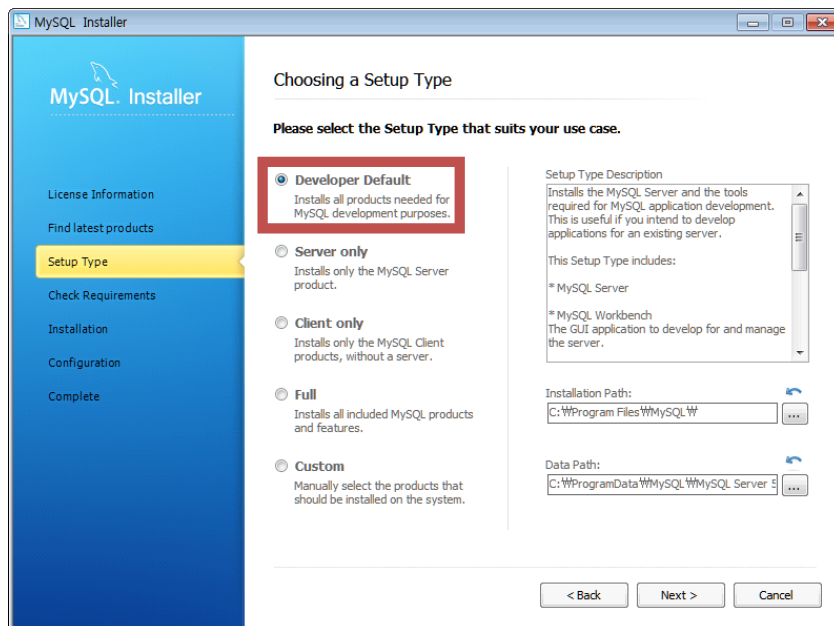 MySQL Installer
MySQL. Installer
License Information
Find latest products
Setup Type
Check Requirements
Installation
Configuration
Complete
Choosing a Setup Type
Please select the Setup Type that suits your use case.
Developer Default
Installs all products needed for
MySQL development purposes.
Server only
Installs only the MySQL Server
product.
Client only
Installs only the MySQL Client
products, without a server.
Full
Installs all included MySQL products
and features.
Custom
Manually select the products that
should be installed on the system.
Setup Type Description
Installs the MySQL Server and the tools
required for MySQL application development.
This is useful if you intend to develop
applications for an existing server.
This Setup Type includes:
* MySQL Server
* MySQL Workbench
The GUI application to develop for and manage
the server.
Installation Path:
C:₩Program Files₩MySQL₩
...
Data Path:
C:₩ProgramData₩MySQL₩MySQL Server 5
...
< Back
Next >
Cancel